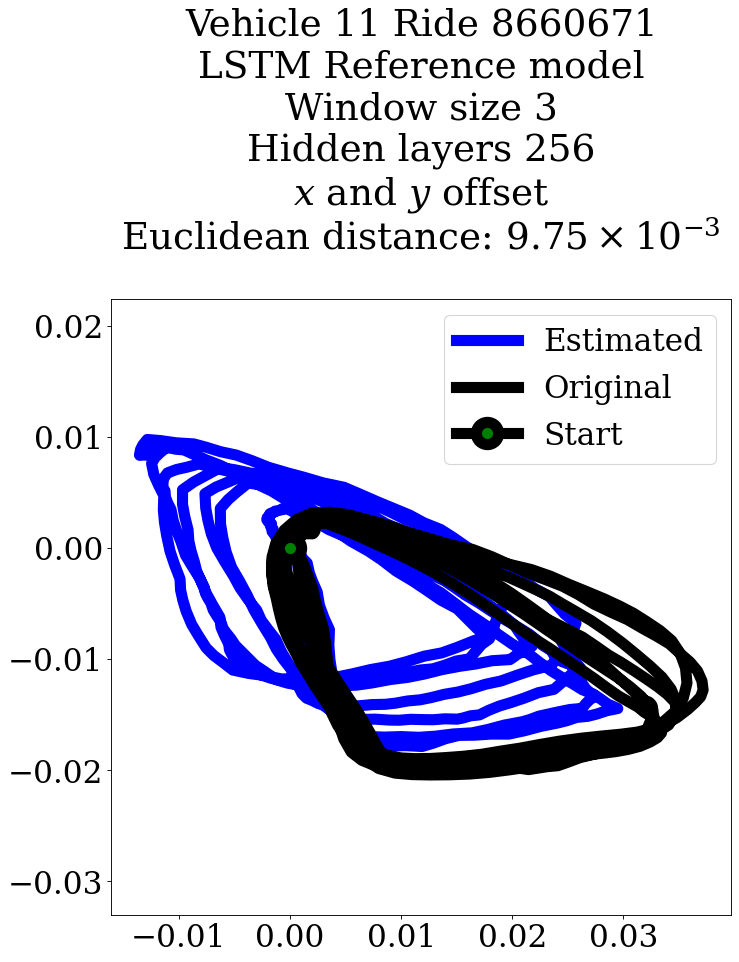 Vehicle 11 Ride 8660671
LSTM Reference model
Window size 3
Hidden layers 256
x and y offset
Euclidean distance: 9.75 × 10⁻³
Estimated
Original
Start
0.02
0.01
0.00
−0.01
−0.02
−0.03
−0.01 0.00 0.01 0.02 0.03